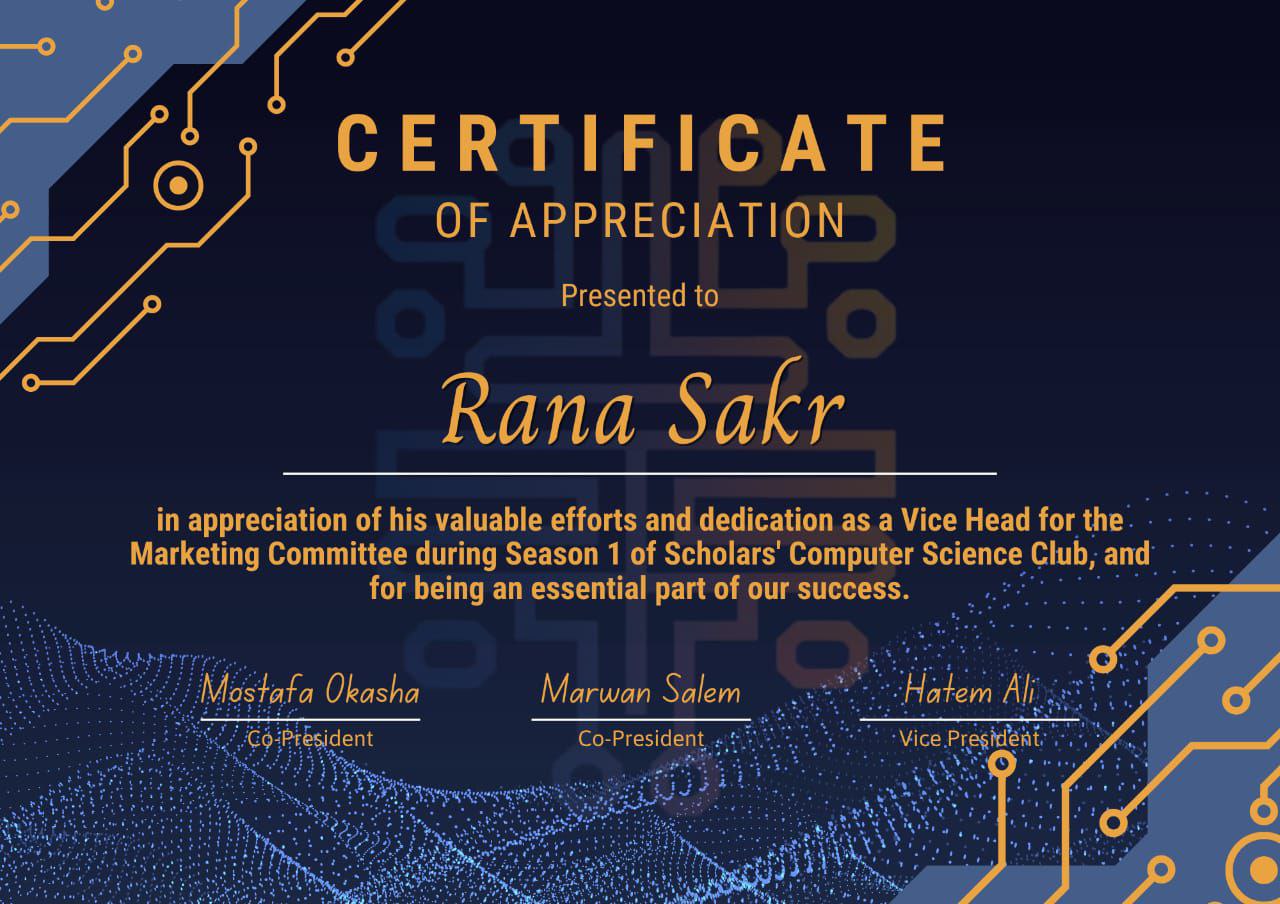 CERTIFICATE
OF APPRECIATION
Presented to
Rana Sakr
in appreciation of his valuable efforts and dedication as a Vice Head for the
Marketing Committee during Season 1 of Scholars' Computer Science Club, and
for being an essential part of our success.
Mostafa Okasha Marwan Salem Hatem Ali
Co-President Co-President Vice President